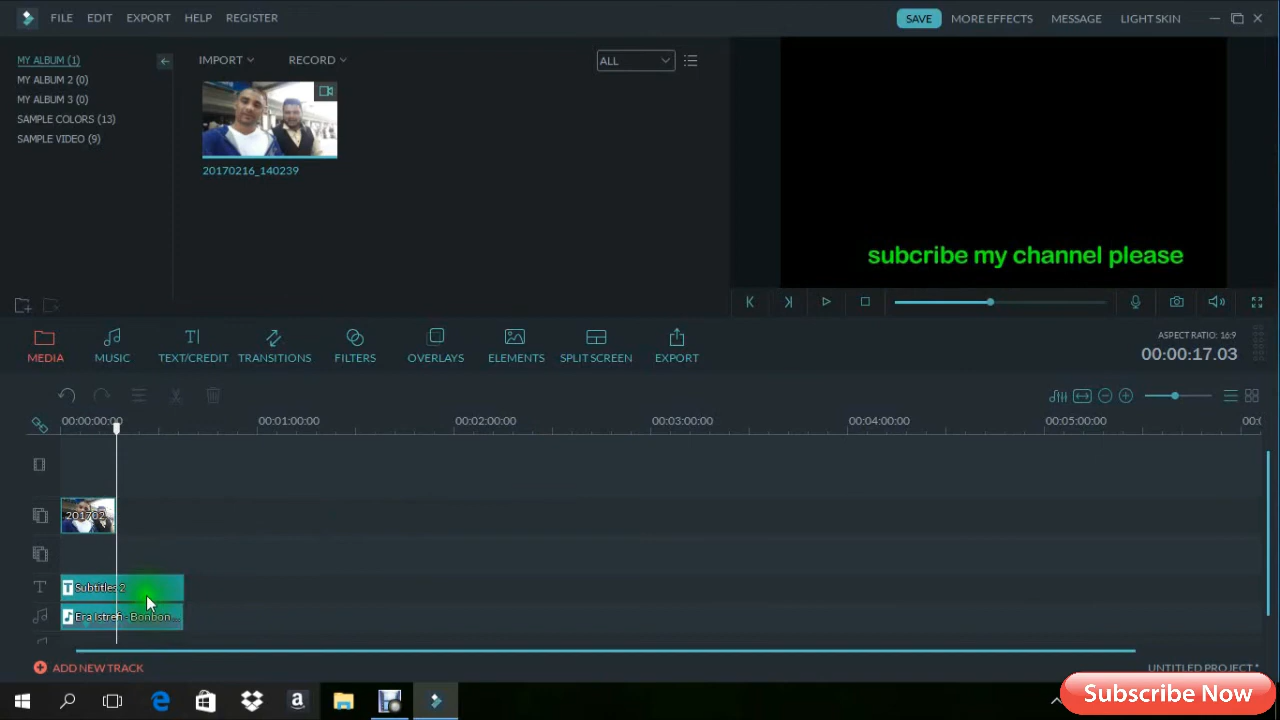 FILE EDIT EXPORT HELP REGISTER SAVE MORE EFFECTS MESSAGE LIGHT SKIN
MY ALBUM (1) IMPORT RECORD ALL
MY ALBUM 2 (0)
MY ALBUM 3 (0)
SAMPLE COLORS (13)
SAMPLE VIDEO (9)
20170216_140239
subcribe my channel please
MEDIA MUSIC TEXT/CREDIT TRANSITIONS FILTERS OVERLAYS ELEMENTS SPLIT SCREEN EXPORT
ASPECT RATIO: 16:9
00:00:17.03
00:00:00:00 00:01:00:00 00:02:00:00 00:03:00:00 00:04:00:00 00:05:00:00
201702
T Subtitles 2
Era Istrefi - Bonbon...
ADD NEW TRACK
UNTITLED PROJECT *
Subscribe Now